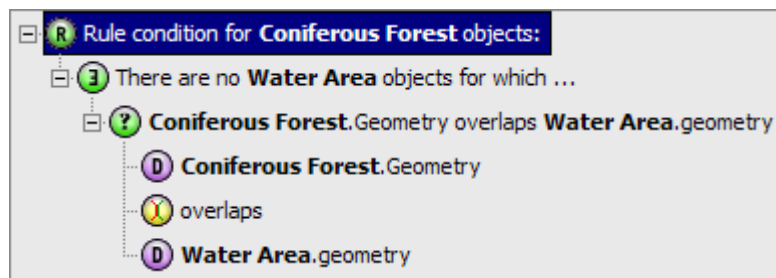 R Rule condition for Coniferous Forest objects:
Ǝ There are no Water Area objects for which ...
? Coniferous Forest.Geometry overlaps Water Area.geometry
D Coniferous Forest.Geometry
overlaps
D Water Area.geometry